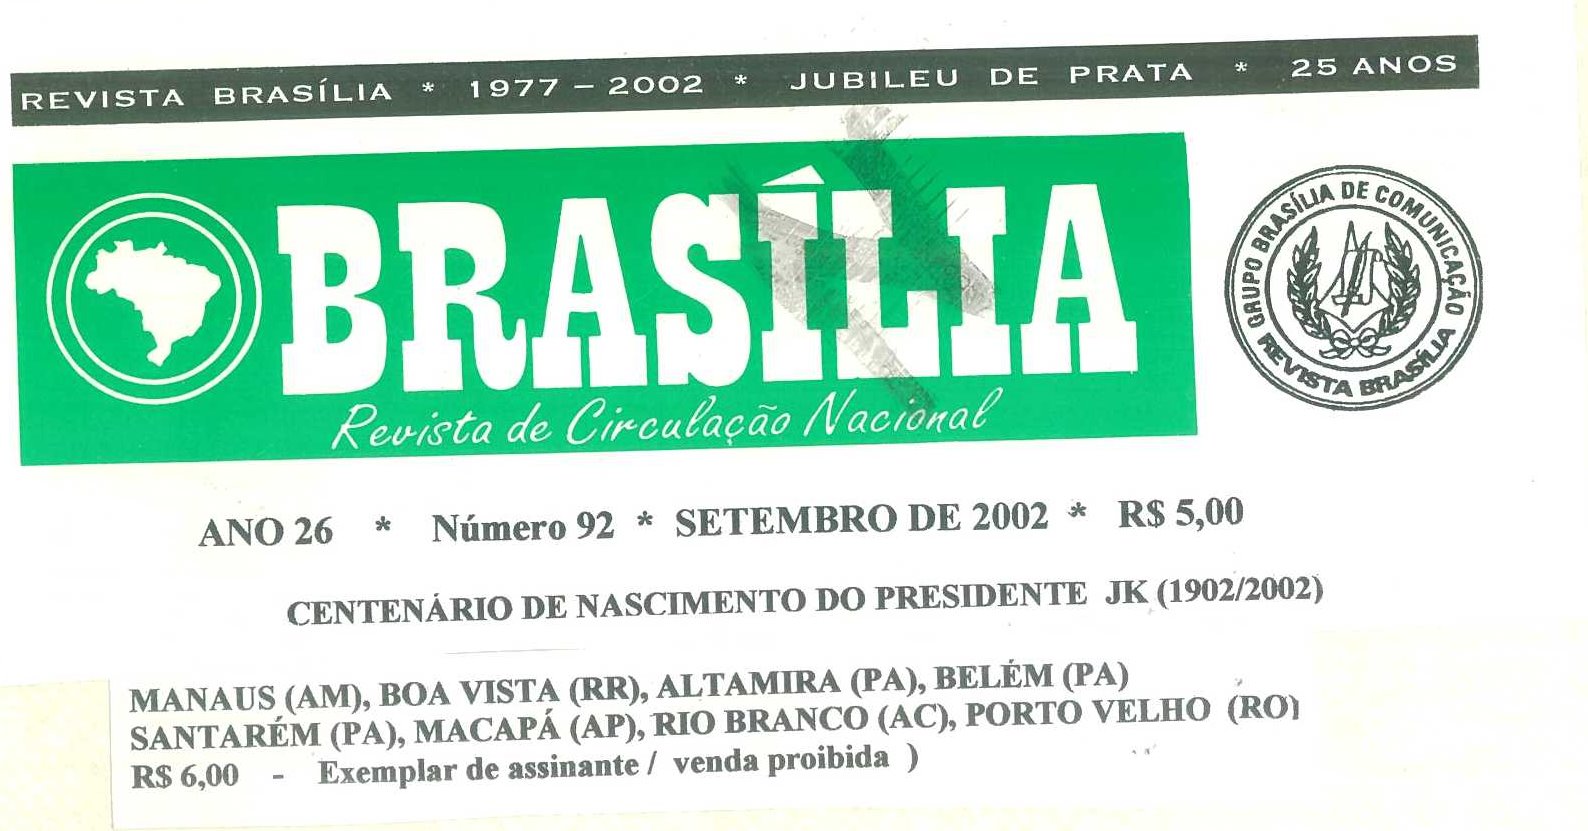 REVISTA BRASÍLIA * 1977 – 2002 * JUBILEU DE PRATA * 25 ANOS
BRASÍLIA
Revista de Circulação Nacional
GRUPO BRASÍLIA DE COMUNICAÇÃO
REVISTA BRASÍLIA
ANO 26 * Número 92 * SETEMBRO DE 2002 * R$ 5,00
CENTENÁRIO DE NASCIMENTO DO PRESIDENTE JK (1902/2002)
MANAUS (AM), BOA VISTA (RR), ALTAMIRA (PA), BELÉM (PA)
SANTARÉM (PA), MACAPÁ (AP), RIO BRANCO (AC), PORTO VELHO (RO)
R$ 6,00 - Exemplar de assinante / venda proibida )